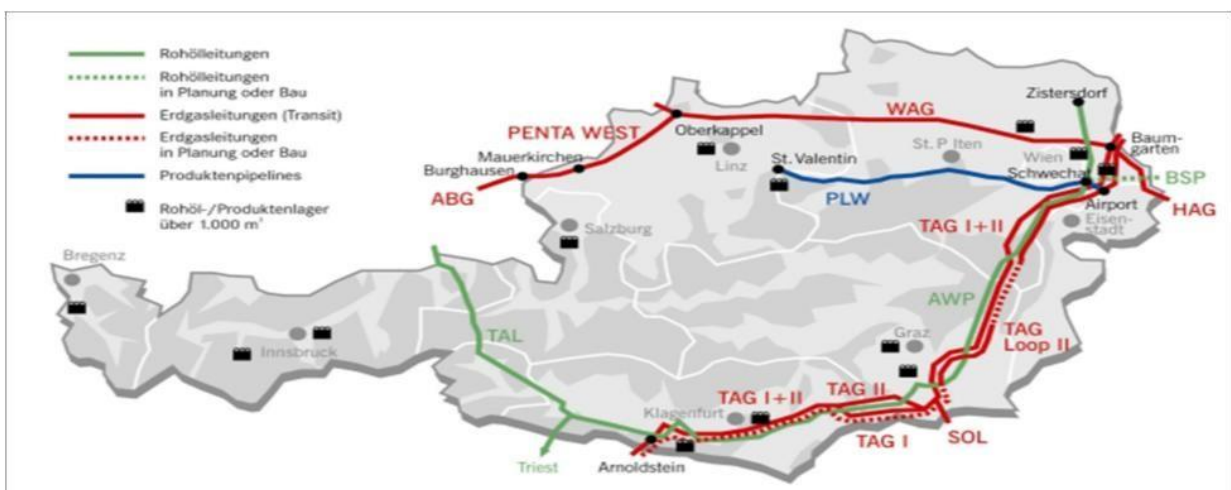 Rohölleitungen
Rohölleitungen
in Planung oder Bau
Erdgasleitungen (Transit)
Erdgasleitungen
in Planung oder Bau
Produktenpipelines
Rohöl-/Produktenlager
über 1.000 m³
Zistersdorf
WAG
PENTA WEST
Oberkappel
Linz
Mauerkirchen
Burghausen
ABG
St. Valentin
St. P lten
Wien
Baum-
garten
Schwechat
BSP
PLW
Airport
HAG
Eisen-
stadt
TAG I+II
Salzburg
Bregenz
AWP
TAL
Innsbruck
Graz
TAG
Loop II
TAG I+II
TAG II
Klagenfurt
TAG I
SOL
Triest
Arnoldstein